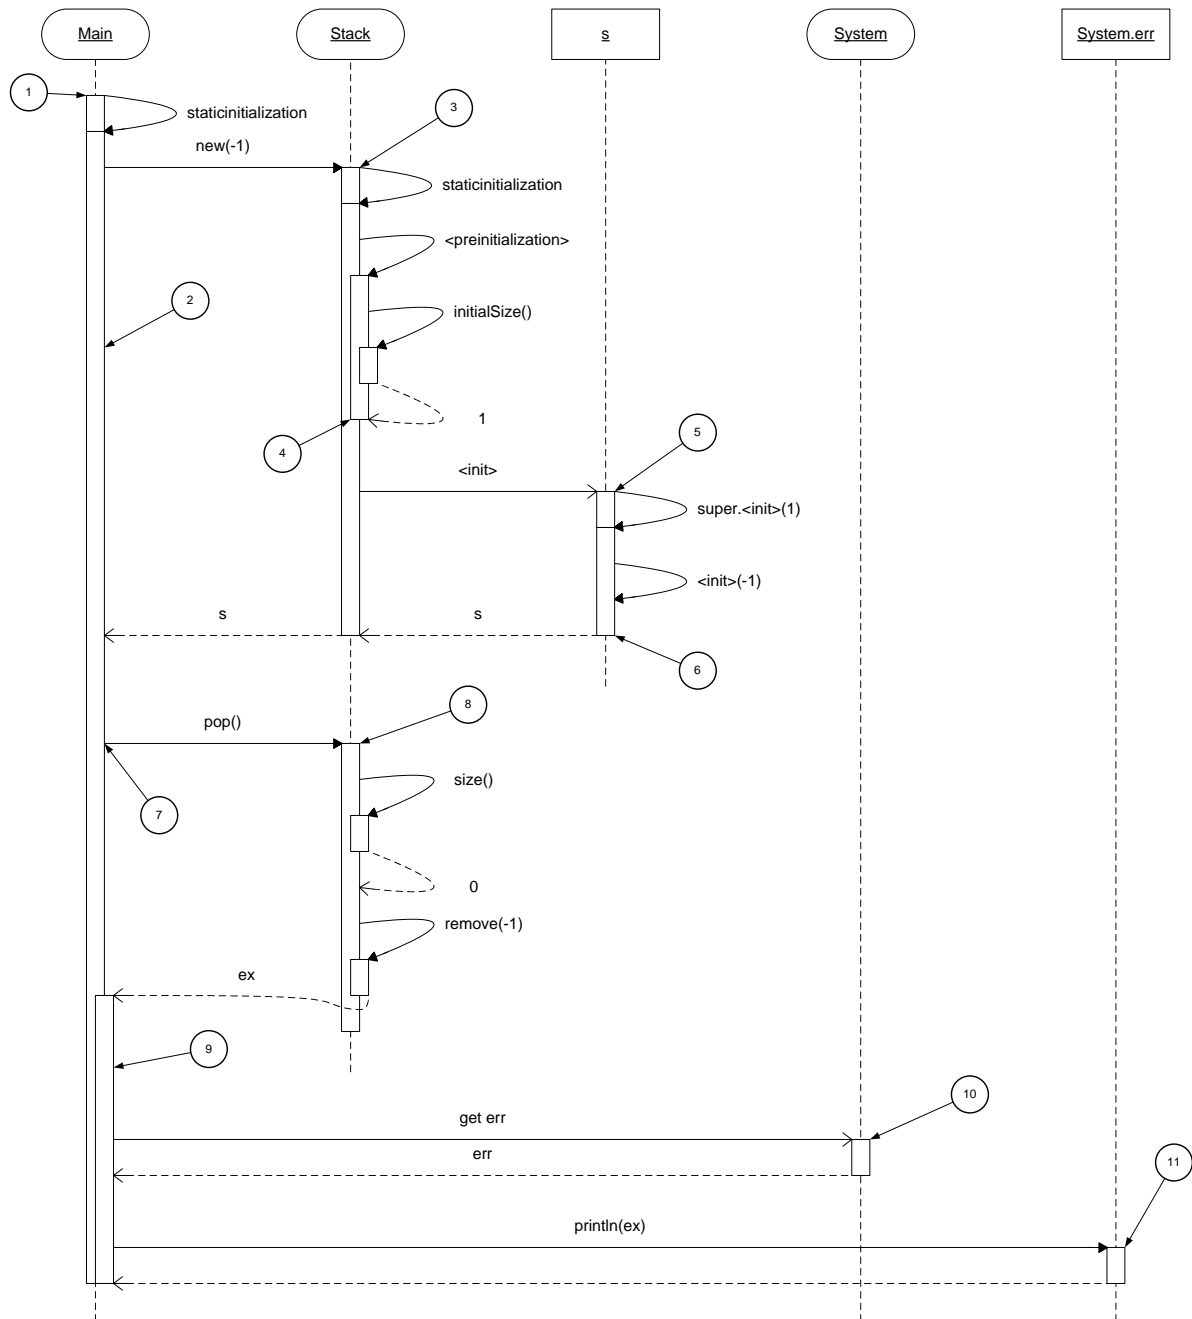 Main
Stack
s
System
System.err
1
staticinitialization
3
new(-1)
staticinitialization
<preinitialization>
2
initialSize()
1
4
5
<init>
super.<init>(1)
<init>(-1)
s
s
6
8
pop()
size()
7
0
remove(-1)
ex
9
10
get err
err
11
println(ex)